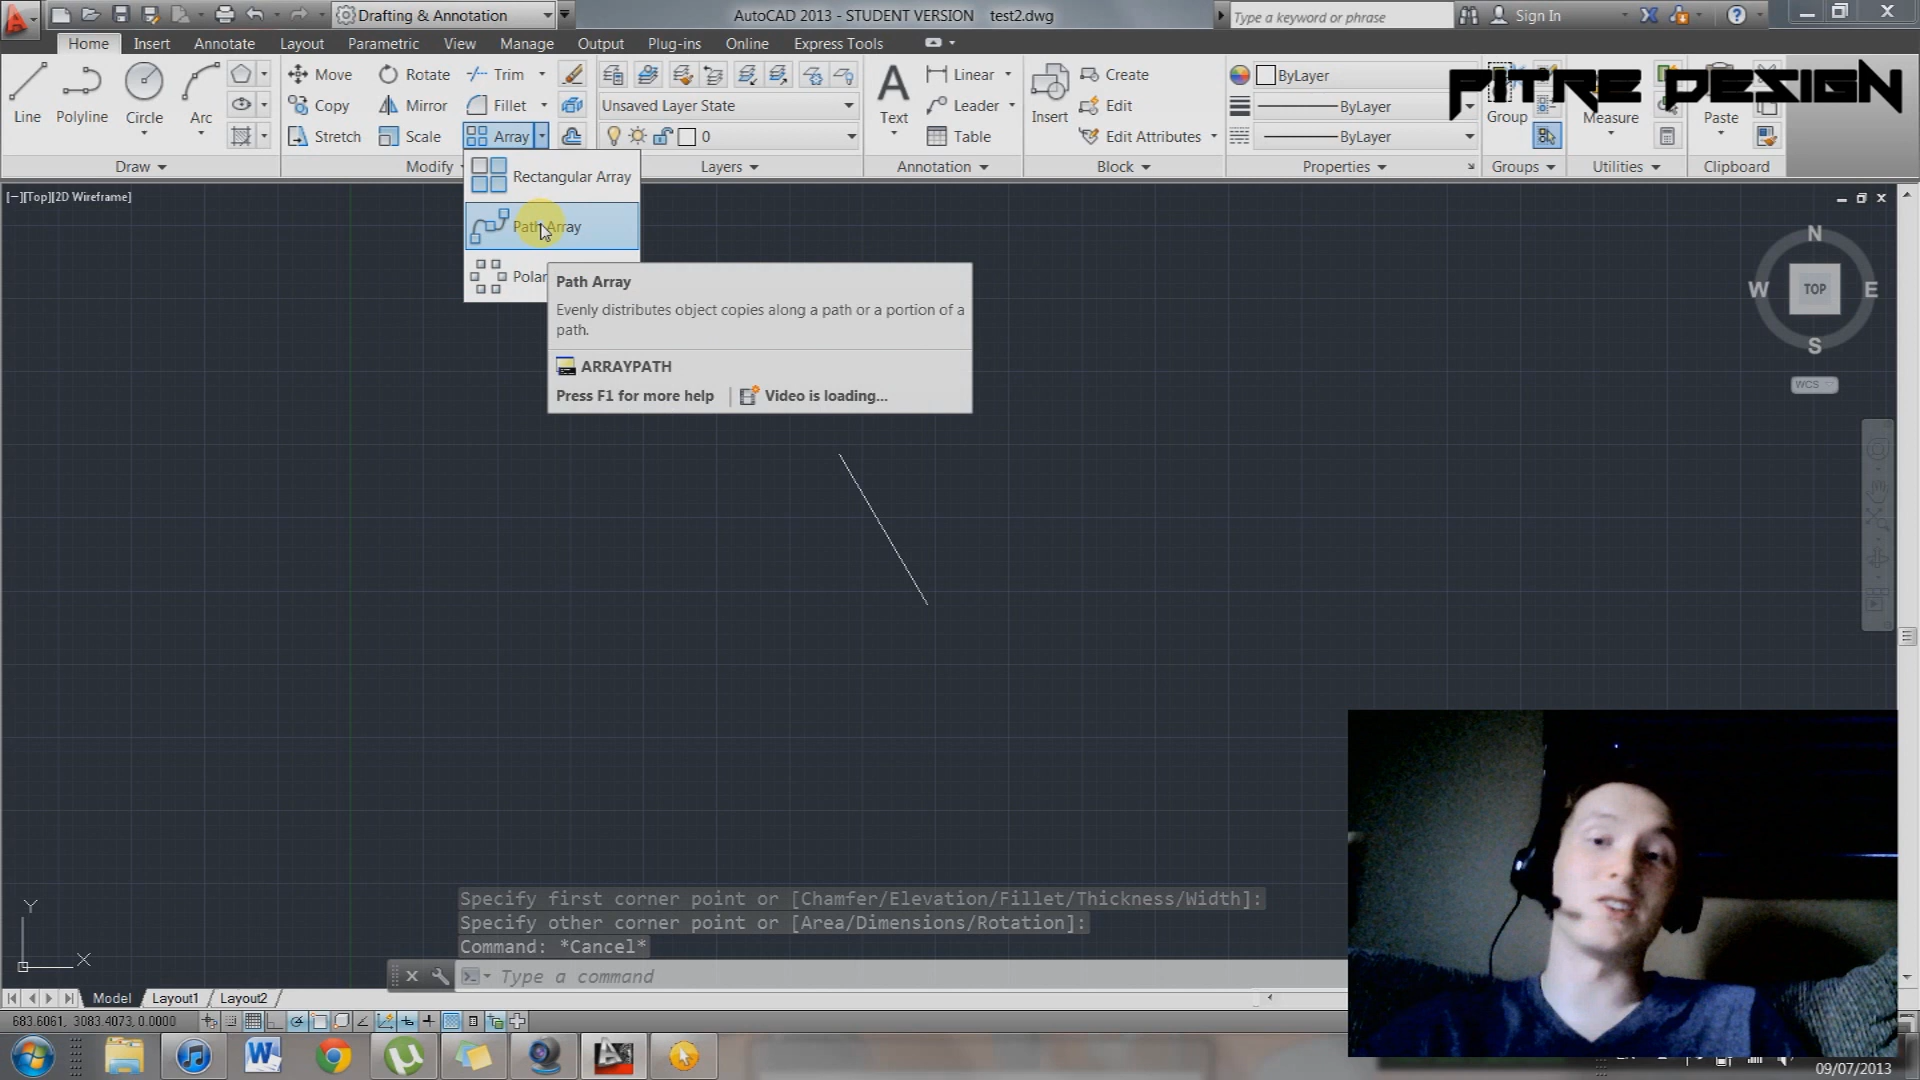 Drafting & Annotation
AutoCAD 2013 - STUDENT VERSION test2.dwg
Type a keyword or phrase
Sign In
Home Insert Annotate Layout Parametric View Manage Output Plug-ins Online Express Tools
Line Polyline Circle Arc
Move Rotate Trim
Copy Mirror Fillet
Stretch Scale Array
Unsaved Layer State
0
Text
Linear
Leader
Table
Insert
Create
Edit
Edit Attributes
ByLayer
ByLayer
ByLayer
Group
Measure
Paste
PITRE DESIGN
Draw Modify Layers Annotation Block Properties Groups Utilities Clipboard
[−][Top][2D Wireframe]
Rectangular Array
Path Array
Polar
Path Array
Evenly distributes object copies along a path or a portion of a
path.
ARRAYPATH
Press F1 for more help Video is loading...
N
W TOP E
S
WCS
Specify first corner point or [Chamfer/Elevation/Fillet/Thickness/Width]:
Specify other corner point or [Area/Dimensions/Rotation]:
Command: *Cancel*
Type a command
Y
X
Model Layout1 Layout2
683.6061, 3083.4073, 0.0000
09/07/2013